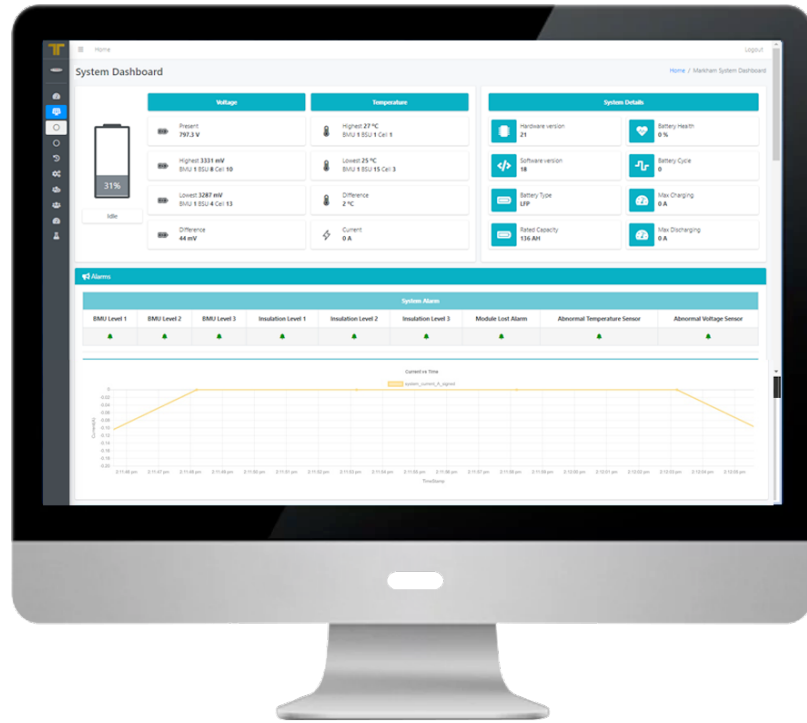 Home
Logout
System Dashboard
Home / Markham System Dashboard
Voltage
Temperature
System Details
Present
797.3 V
Highest 27 °C
BMU 1 BSU 1 Cell 1
Hardware version
21
Battery Health
0 %
Highest 3331 mV
BMU 1 BSU 8 Cell 10
Lowest 25 °C
BMU 1 BSU 15 Cell 3
Software version
18
Battery Cycle
0
31%
Lowest 3287 mV
BMU 1 BSU 4 Cell 13
Difference
2 °C
Battery Type
LFP
Max Charging
0 A
Idle
Difference
44 mV
Current
0 A
Rated Capacity
136 AH
Max Discharging
0 A
Alarms
System Alarm
BMU Level 1
BMU Level 2
BMU Level 3
Insulation Level 1
Insulation Level 2
Insulation Level 3
Module Lost Alarm
Abnormal Temperature Sensor
Abnormal Voltage Sensor
Current vs Time
system_current_A_signed
Current(A)
0
TimeStamp